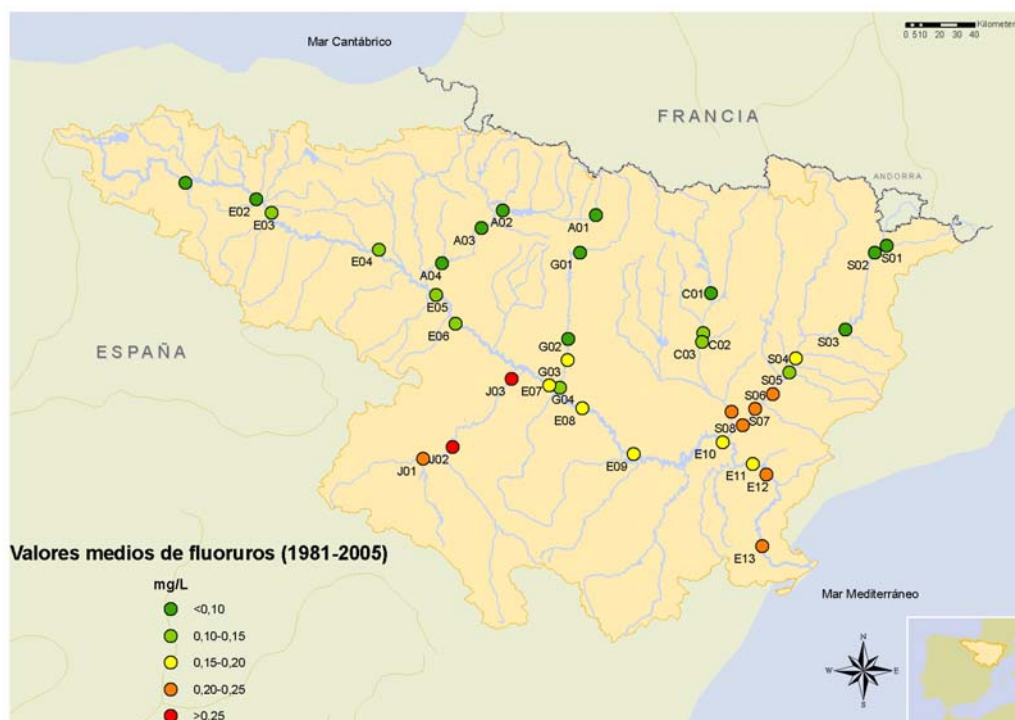 Mar Cantábrico
Kilometer
0 5 10 20 30 40
FRANCIA
ANDORRA
E02
E03
A02
A01
A03
S01
S02
E04
G01
A04
C01
E05
E06
ESPAÑA
S03
G02
C02
C03
S04
G03
S05
J03
E07
G04
S06
E08
S07
S08
E10
J02
E09
J01
E11
E12
E13
Valores medios de fluoruros (1981-2005)
mg/L
<0,10
0,10-0,15
0,15-0,20
0,20-0,25
>0,25
Mar Mediterráneo
N
W
E
S